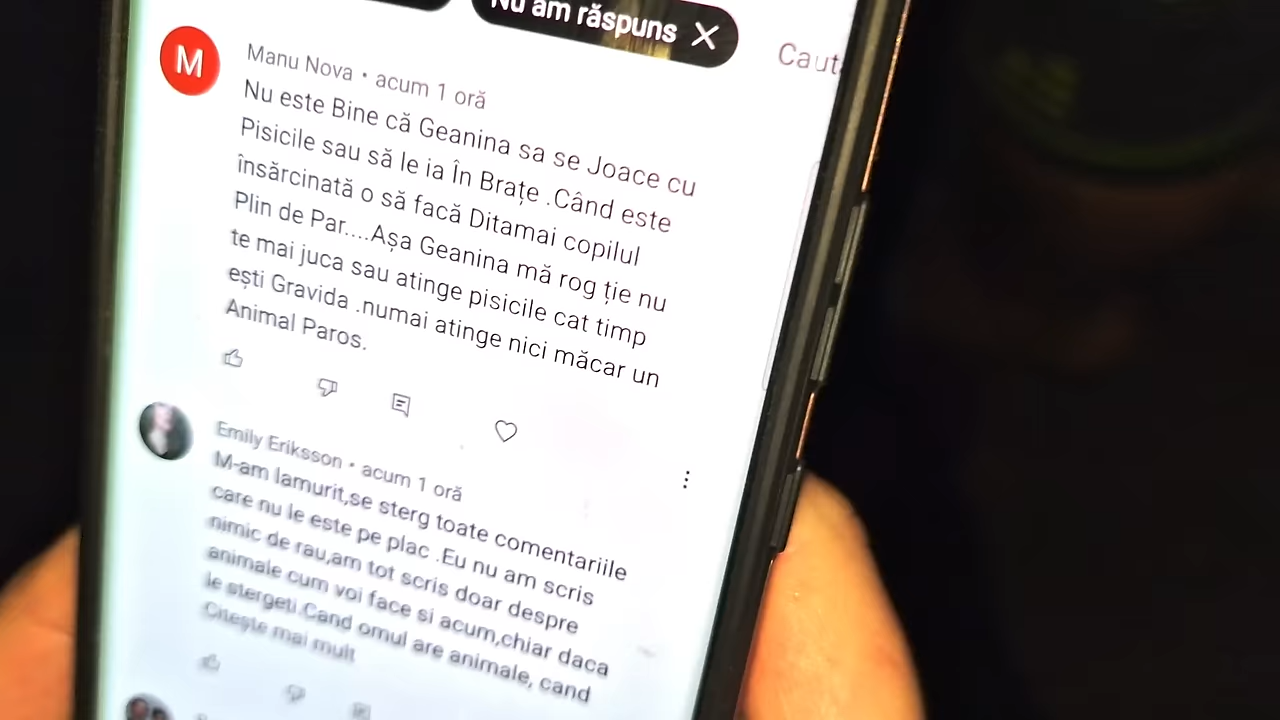 Nu am răspuns
Caut
M
Manu Nova • acum 1 oră
Nu este Bine că Geanina sa se Joace cu
Pisicile sau să le ia În Brațe .Când este
însărcinată o să facă Ditamai copilul
Plin de Par....Așa Geanina mă rog ție nu
te mai juca sau atinge pisicile cat timp
ești Gravida .numai atinge nici măcar un
Animal Paros.
Emily Eriksson • acum 1 oră
M-am lamurit,se sterg toate comentariile
care nu le este pe plac .Eu nu am scris
nimic de rau,am tot scris doar despre
animale cum voi face si acum,chiar daca
le stergeti.Cand omul are animale, cand
Citește mai mult